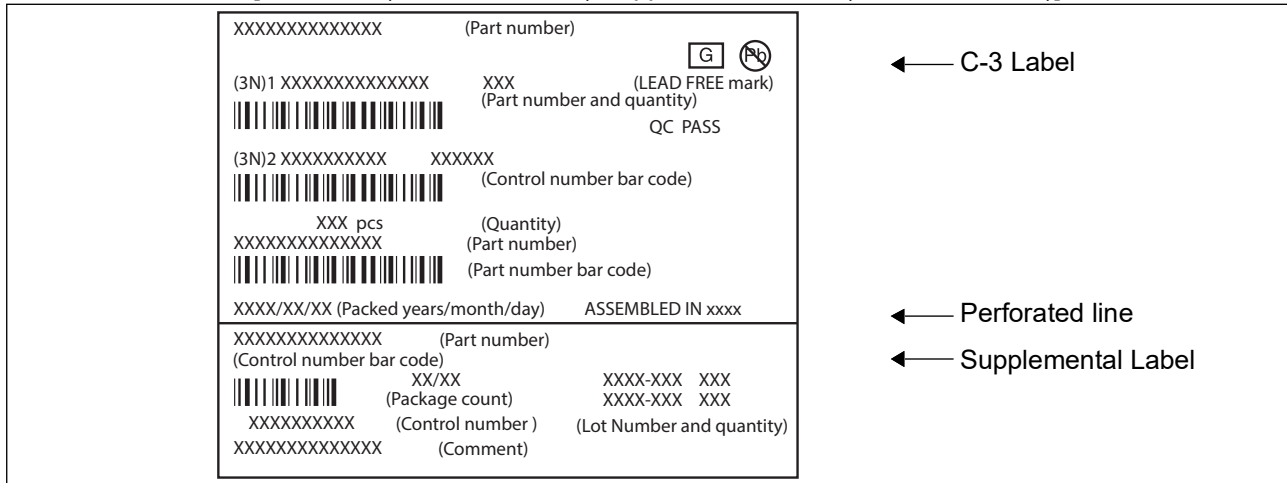 XXXXXXXXXXXXXX (Part number)
G Pb
C-3 Label
(3N)1 XXXXXXXXXXXXXX XXX (LEAD FREE mark)
(Part number and quantity)
QC PASS
(3N)2 XXXXXXXXXX XXXXXX
(Control number bar code)
XXX pcs (Quantity)
XXXXXXXXXXXXXX (Part number)
(Part number bar code)
XXXX/XX/XX (Packed years/month/day) ASSEMBLED IN xxxx
Perforated line
XXXXXXXXXXXXXX (Part number)
(Control number bar code)
Supplemental Label
XX/XX XXXX-XXX XXX
(Package count) XXXX-XXX XXX
XXXXXXXXXX (Control number ) (Lot Number and quantity)
XXXXXXXXXXXXXX (Comment)